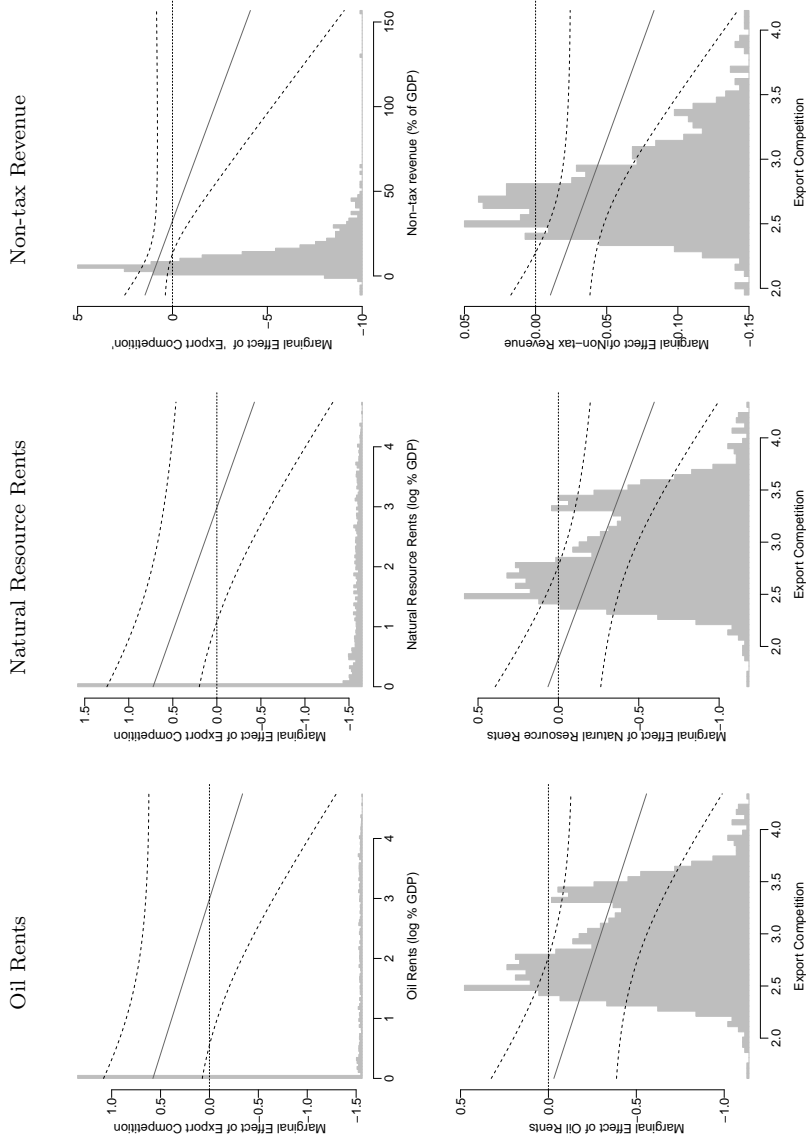 Oil Rents
Natural Resource Rents
Non-tax Revenue
Marginal Effect of Export Competition
1.0
0.5
0.0
−0.5
−1.0
−1.5
0 1 2 3 4
Oil Rents (log % GDP)
Marginal Effect of Export Competition
1.5
1.0
0.5
0.0
−0.5
−1.0
−1.5
0 1 2 3 4
Natural Resource Rents (log % GDP)
Marginal Effect of 'Export Competition'
5
0
−5
−10
0 50 100 150
Non−tax revenue (% of GDP)
Marginal Effect of Oil Rents
0.5
0.0
−0.5
−1.0
2.0 2.5 3.0 3.5 4.0
Export Competition
Marginal Effect of Natural Resource Rents
0.5
0.0
−0.5
−1.0
2.0 2.5 3.0 3.5 4.0
Export Competition
Marginal Effect of Non−tax Revenue
0.05
0.00
−0.05
−0.10
−0.15
2.0 2.5 3.0 3.5 4.0
Export Competition